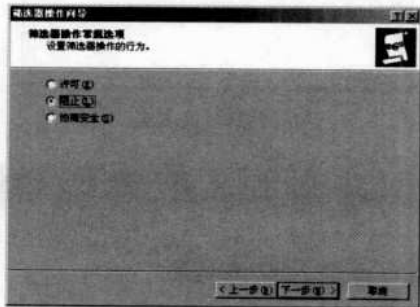 筛选器操作向导
筛选器操作常规选项
设置筛选器操作的行为。
许可(E)
阻止(L)
协商安全(G)
< 上一步(B) 下一步(N) > 取消